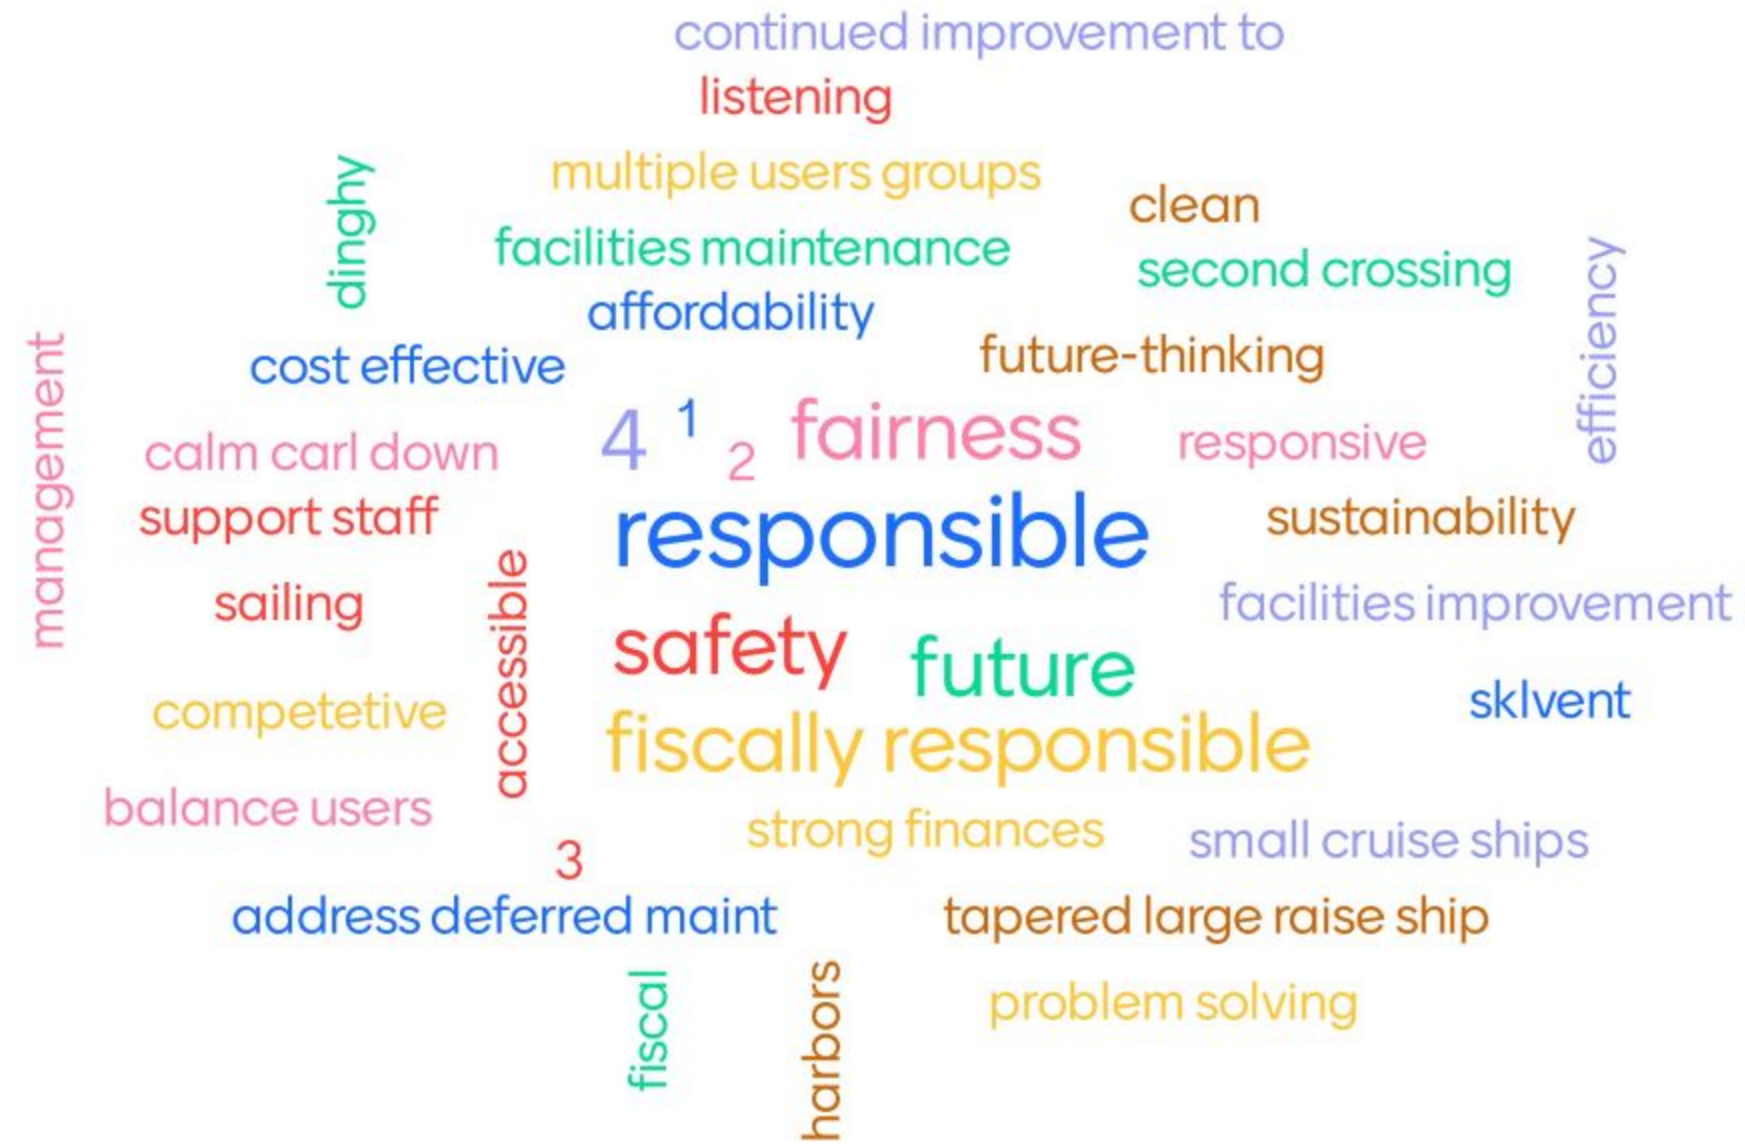 continued improvement to
listening
multiple users groups
dinghy
clean
facilities maintenance
second crossing
efficiency
affordability
future-thinking
cost effective
management
4
1
2
fairness
responsive
calm carl down
support staff
responsible
sustainability
sailing
accessible
facilities improvement
safety
future
sklvent
competetive
fiscally responsible
balance users
strong finances
small cruise ships
3
address deferred maint
tapered large raise ship
fiscal
harbors
problem solving